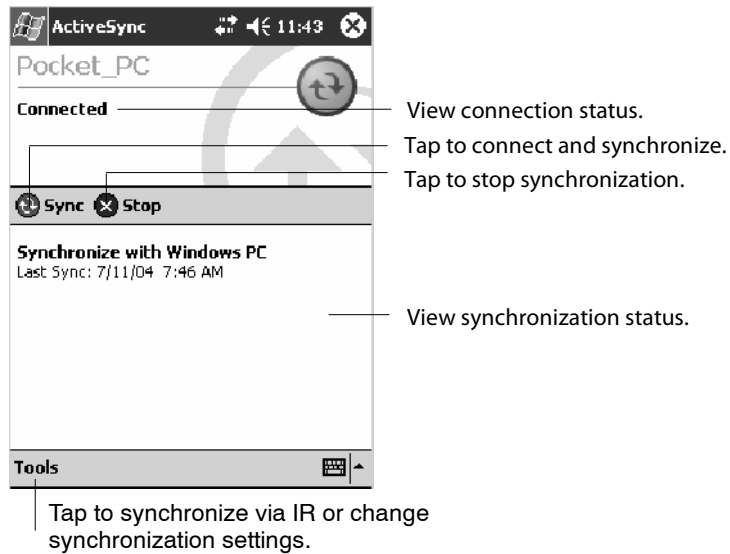 ActiveSync 11:43
Pocket_PC
Connected
View connection status.
Tap to connect and synchronize.
Tap to stop synchronization.
Sync Stop
Synchronize with Windows PC
Last Sync: 7/11/04 7:46 AM
View synchronization status.
Tools
Tap to synchronize via IR or change
synchronization settings.